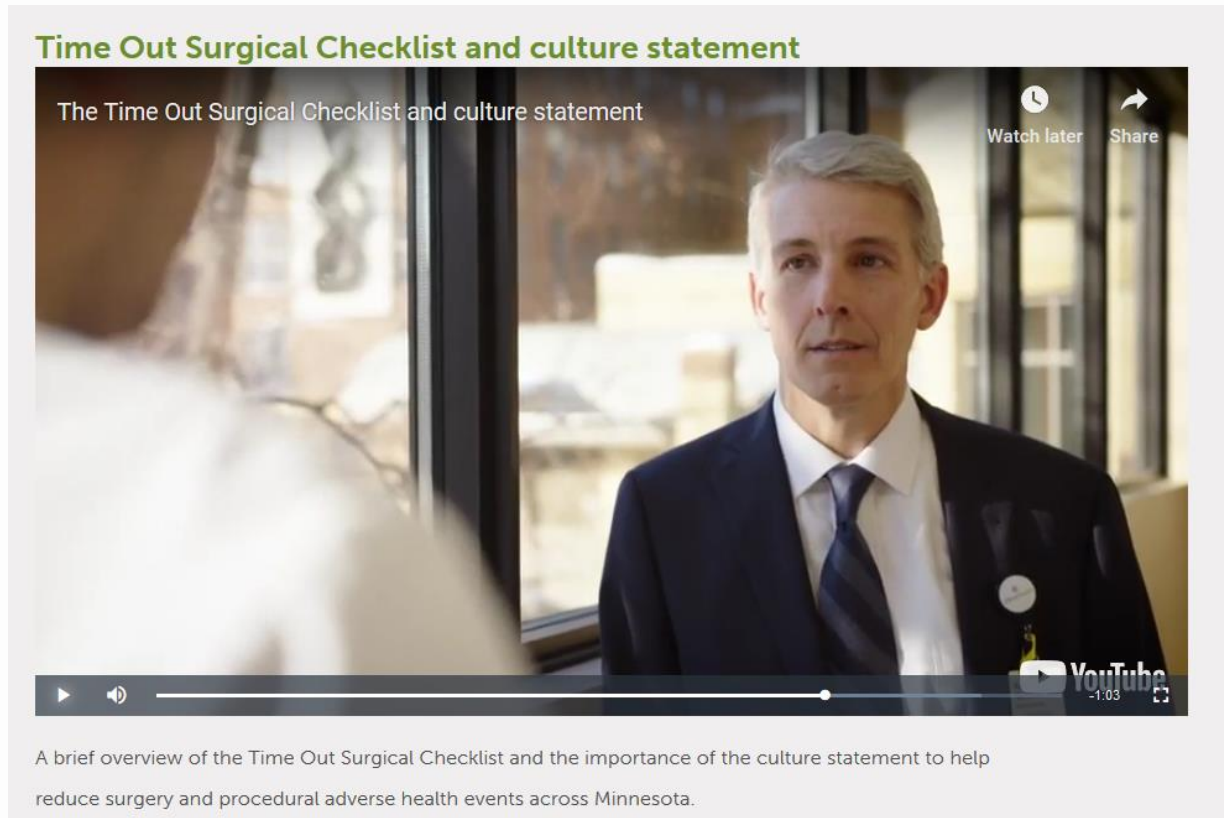 Time Out Surgical Checklist and culture statement
The Time Out Surgical Checklist and culture statement
Watch later
Share
YouTube
-1:03
A brief overview of the Time Out Surgical Checklist and the importance of the culture statement to help
reduce surgery and procedural adverse health events across Minnesota.